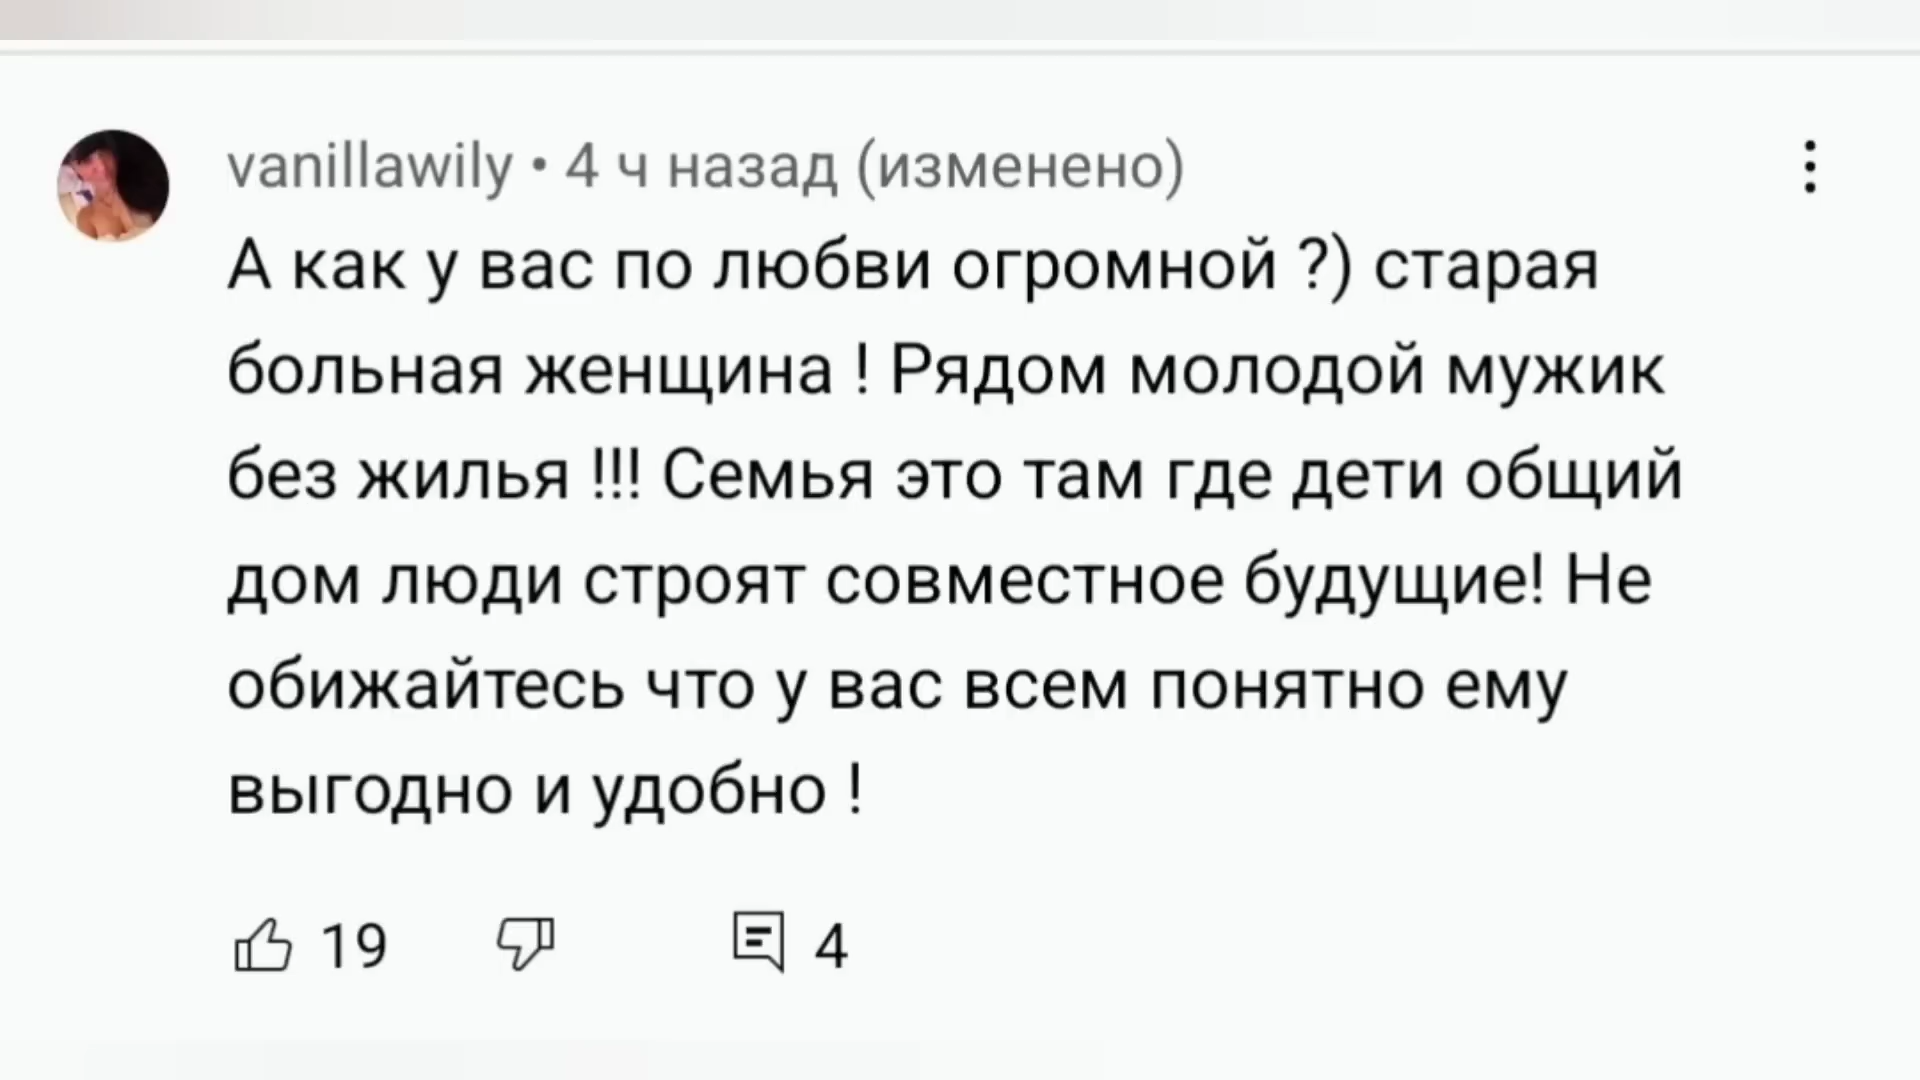 vanillawily • 4 ч назад (изменено)
А как у вас по любви огромной ?) старая
больная женщина ! Рядом молодой мужик
без жилья !!! Семья это там где дети общий
дом люди строят совместное будущие! Не
обижайтесь что у вас всем понятно ему
выгодно и удобно !
19 4